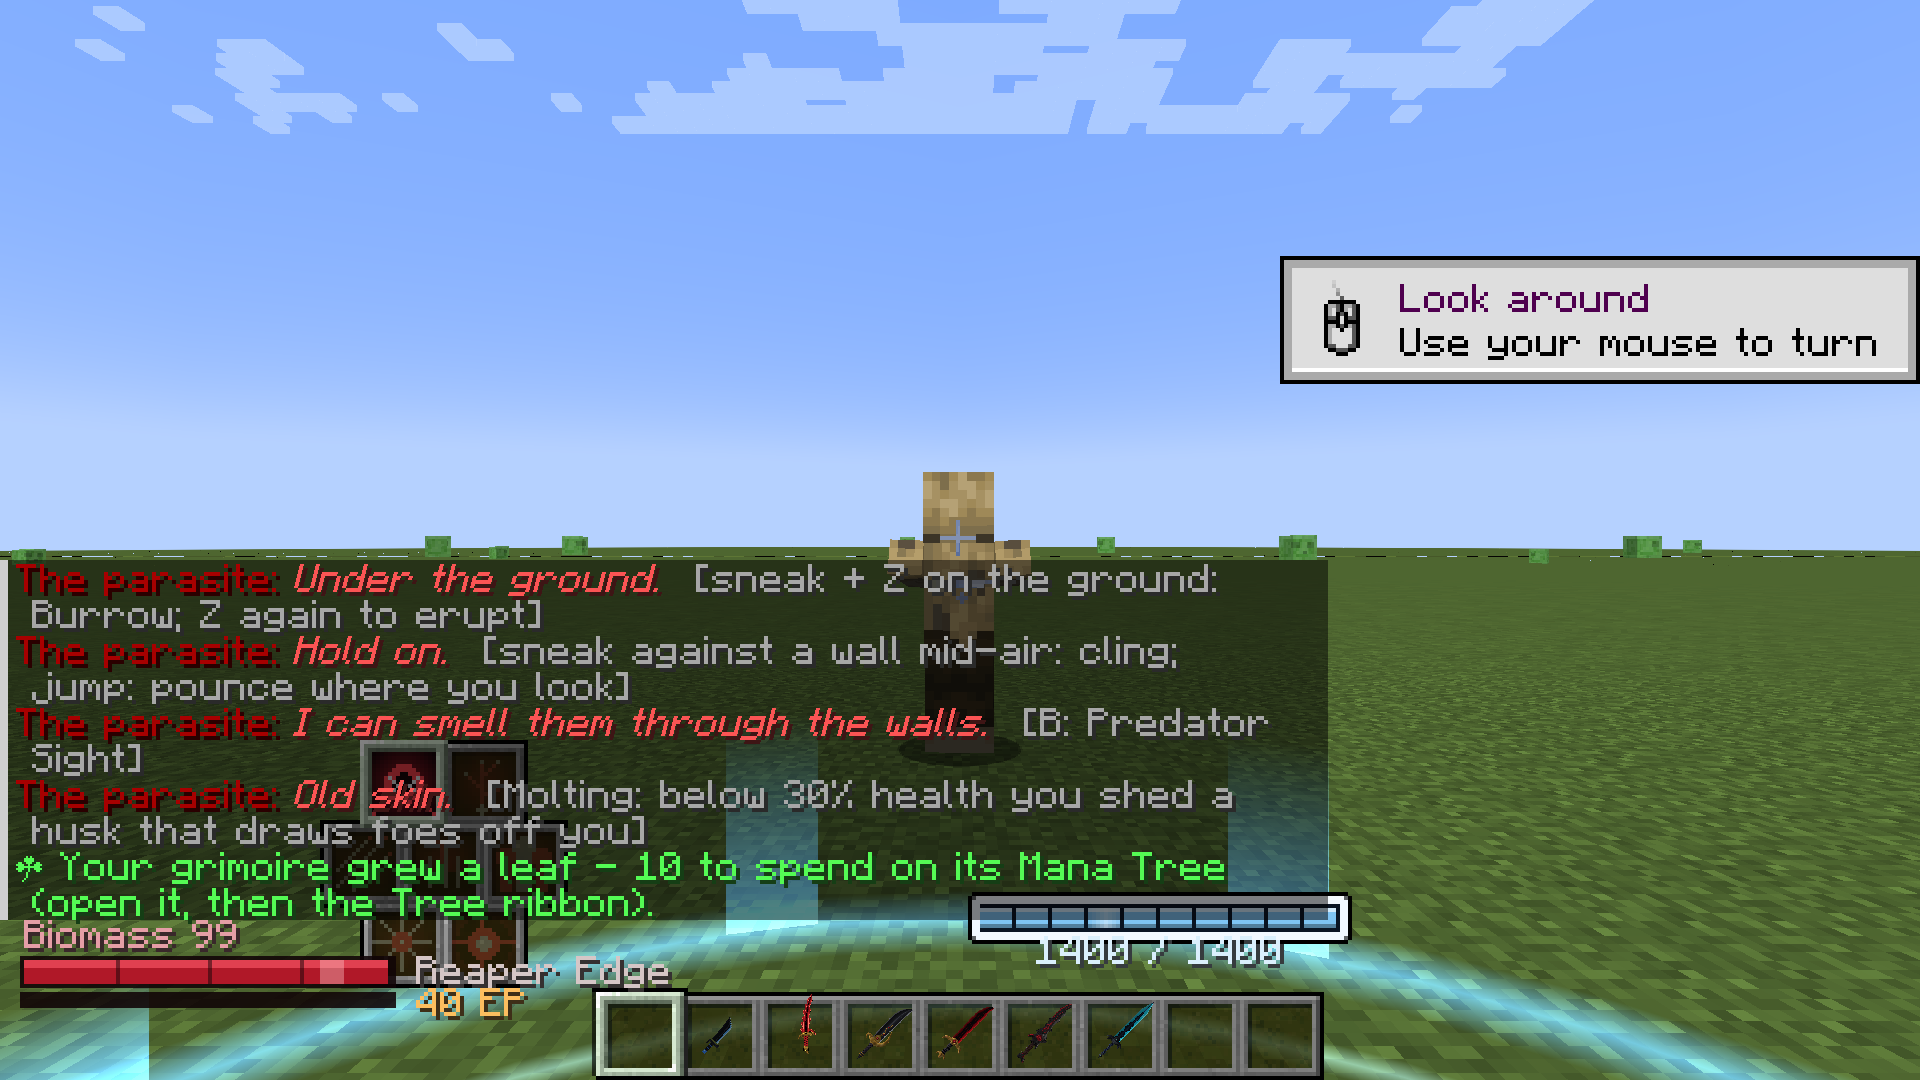 Look around
Use your mouse to turn
The parasite: Under the ground. [sneak + Z on the ground:
Burrow; Z again to erupt]
The parasite: Hold on. [sneak against a wall mid-air: cling;
jump: pounce where you look]
The parasite: I can smell them through the walls. [B: Predator
Sight]
The parasite: Old skin. [Molting: below 30% health you shed a
husk that draws foes off you]
☘ Your grimoire grew a leaf - 10 to spend on its Mana Tree
(open it, then the Tree ribbon).
Biomass 99
1400 / 1400
Reaper Edge
40 EP